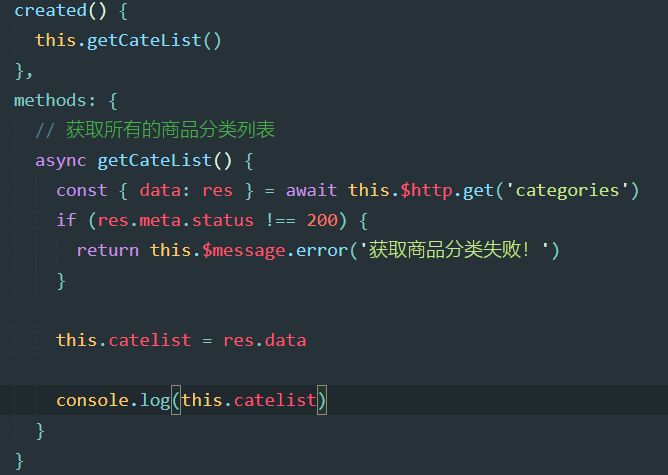 created() {
this.getCateList()
},
methods: {
// 获取所有的商品分类列表
async getCateList() {
const { data: res } = await this.$http.get('categories')
if (res.meta.status !== 200) {
return this.$message.error('获取商品分类失败！')
}
this.catelist = res.data
console.log(this.catelist)
}
}